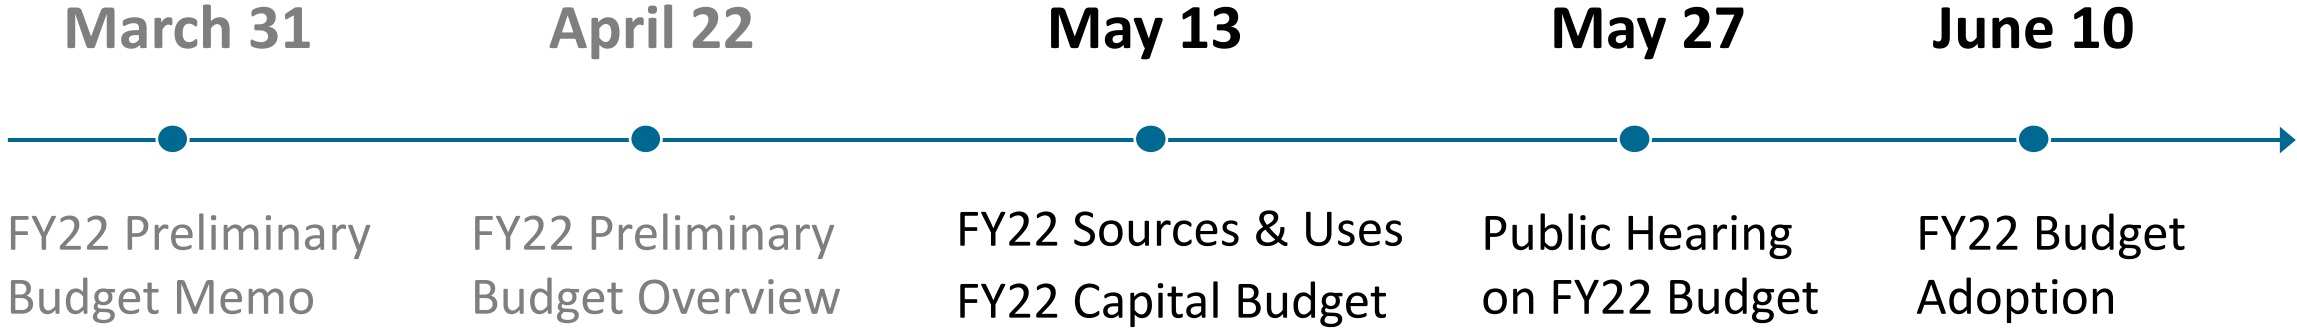 March 31
April 22
May 13
May 27
June 10
FY22 Preliminary
Budget Memo
FY22 Preliminary
Budget Overview
FY22 Sources & Uses
FY22 Capital Budget
Public Hearing
on FY22 Budget
FY22 Budget
Adoption